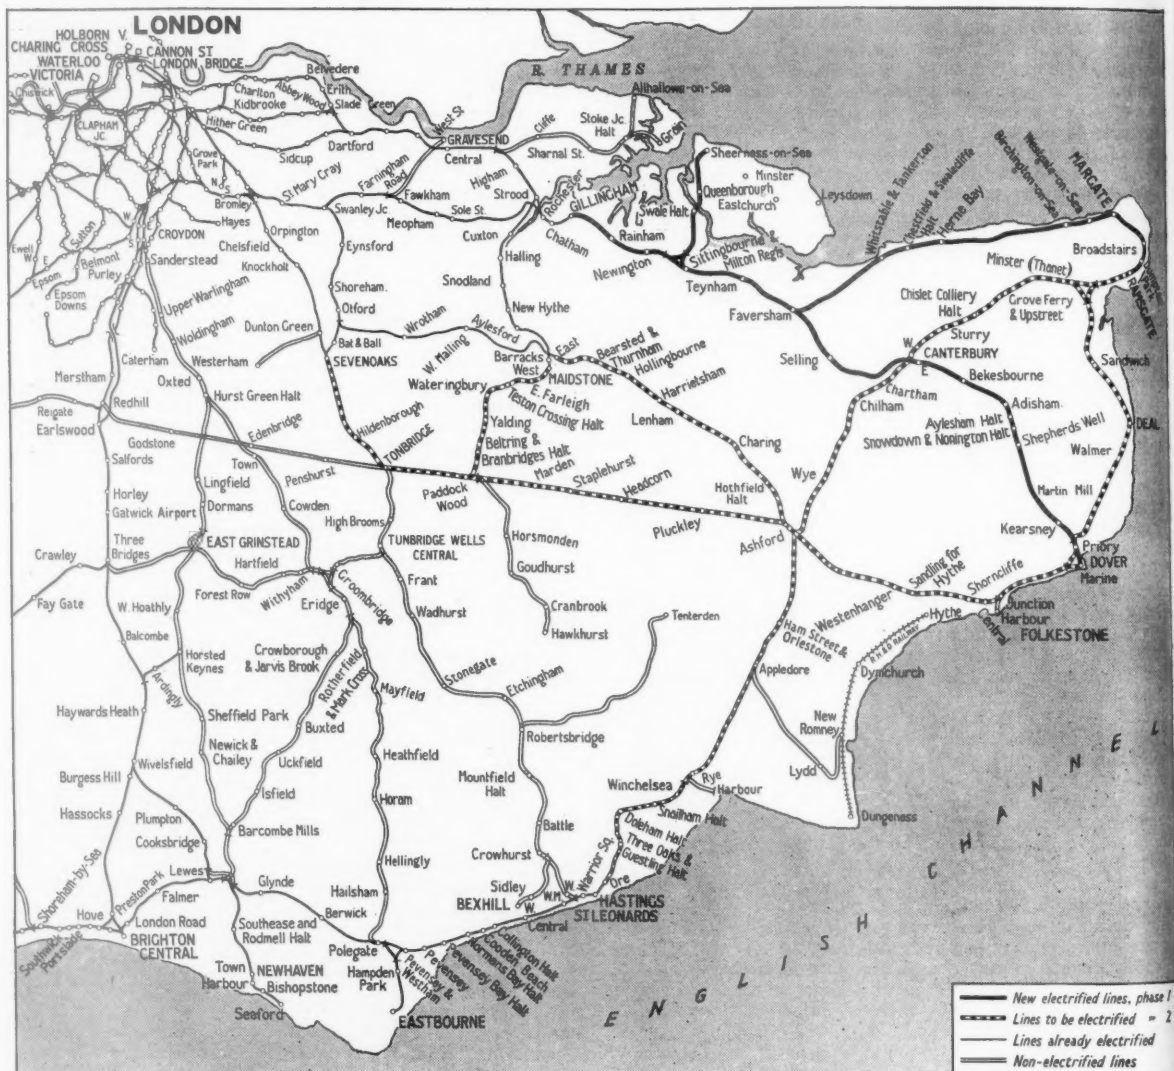 LONDON
HOLBORN V.
CHARING CROSS
CANNON ST
WATERLOO
LONDON BRIDGE
VICTORIA
Chiswick
CLAPHAM
JC.
Charlton
Kidbrooke
Abbey Wood
Belvedere
Erith
Slade Green
Hither Green
Grove
Park
Sidcup
Dartford
R. THAMES
West St
GRAVESEND
Central
Cliffe
Sharnal St.
Stoke Jc.
Halt
Allhallows-on-Sea
Grain
Higham
Strood
Rochester
GILLINGHAM
Chatham
Rainham
Newington
Sheerness-on-Sea
Minster
Queenborough
Eastchurch
Leysdown
Swale Halt
Sittingbourne &
Milton Regis
Teynham
Faversham
Whitstable & Tankerton
Chestfield & Swalecliffe
Halt
Herne Bay
Birchington-on-Sea
Westgate-on-Sea
MARGATE
Broadstairs
Dumpton
Park
RAMSGATE
Minster (Thanet)
Grove Ferry
& Upstreet
Chislet Colliery
Halt
Sturry
W.
CANTERBURY
E
Selling
Chartham
Chilham
Wye
Bekesbourne
Adisham.
Aylesham Halt
Snowdown & Nonington Halt
Shepherds Well
Sandwich
DEAL
Walmer
Martin Mill
Kearsney
Priory
DOVER
Marine
N
S
Bromley
Hayes
St Mary Cray
Orpington
Chelsfield
Knockholt
Dunton Green
SEVENOAKS
Swanley Jc.
Farningham
Road
Fawkham
Meopham
Sole St.
Eynsford
Shoreham.
Otford
Bat & Ball
Wrotham
W. Malling
Cuxton
Halling
Snodland
New Hythe
Aylesford
Barracks
West
East
MAIDSTONE
Bearsted &
Thurnham
Hollingbourne
Harrietsham
Lenham
Charing
Hothfield
Halt
Ashford
Wateringbury
E. Farleigh
Teston Crossing Halt
Yalding
Beltring &
Branbridges Halt
Paddock
Wood
Marden
Staplehurst
Headcorn
Pluckley
Ewell
W
E
Sutton
Belmont
Epsom
Epsom
Downs
Purley
W.
E
S
CROYDON
Sanderstead
Upper Warlingham
Woldingham
Caterham
Westerham
Oxted
Hurst Green Halt
Merstham
Redhill
Reigate
Earlswood
Godstone
Edenbridge
Town
Penshurst
Hildenborough
TONBRIDGE
Salfords
Horley
Gatwick Airport
Three
Bridges
Crawley
Fay Gate
Lingfield
Dormans
Cowden
High Brooms
EAST GRINSTEAD
Hartfield
Forest Row
Withyham
Groombridge
Eridge
TUNBRIDGE WELLS
CENTRAL
Frant
Wadhurst
Stonegate
Etchingham
Robertsbridge
Horsmonden
Goudhurst
Cranbrook
Hawkhurst
Tenterden
Sandling for
Hythe
Westenhanger
Shorncliffe
Hythe
Central
Junction
Harbour
FOLKESTONE
R.H.& D. RAILWAY
Dymchurch
New
Romney
Lydd
Dungeness
Ham Street &
Orlestone
Appledore
Rye
Harbour
Winchelsea
Snailham Halt
Doleham Halt
Three Oaks &
Guestling Halt
Ore
HASTINGS
Warrior Sq.
ST LEONARDS
W. Hoathly
Balcombe
Horsted
Keynes
Ardingly
Haywards Heath
Sheffield Park
Newick &
Chailey
Wivelsfield
Burgess Hill
Hassocks
Plumpton
Cooksbridge
Barcombe Mills
Isfield
Uckfield
Buxted
Crowborough
& Jarvis Brook
Rotherfield
& Mark Cross
Mayfield
Heathfield
Horam
Hellingly
Hailsham
Polegate
Hampden
Park
EASTBOURNE
Mountfield
Halt
Battle
Crowhurst
Sidley
BEXHILL
W.
W.M.
W
Central
Collington Halt
Cooden Beach
Normans Bay Halt
Pevensey Bay Halt
Pevensey &
Westham
Lewes
Glynde
Berwick
Southease and
Rodmell Halt
NEWHAVEN
Town
Harbour
Bishopstone
Seaford
Shoreham-by-Sea
Southwick
Portslade
Hove
Preston Park
London Road
Falmer
BRIGHTON
CENTRAL
ENGLISH CHANNEL
New electrified lines, phase 1
Lines to be electrified " 2
Lines already electrified
Non-electrified lines